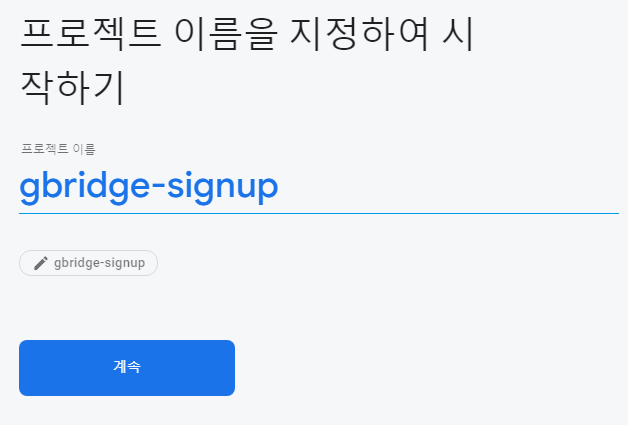 프로젝트 이름을 지정하여 시
작하기
프로젝트 이름
gbridge-signup
gbridge-signup
계속